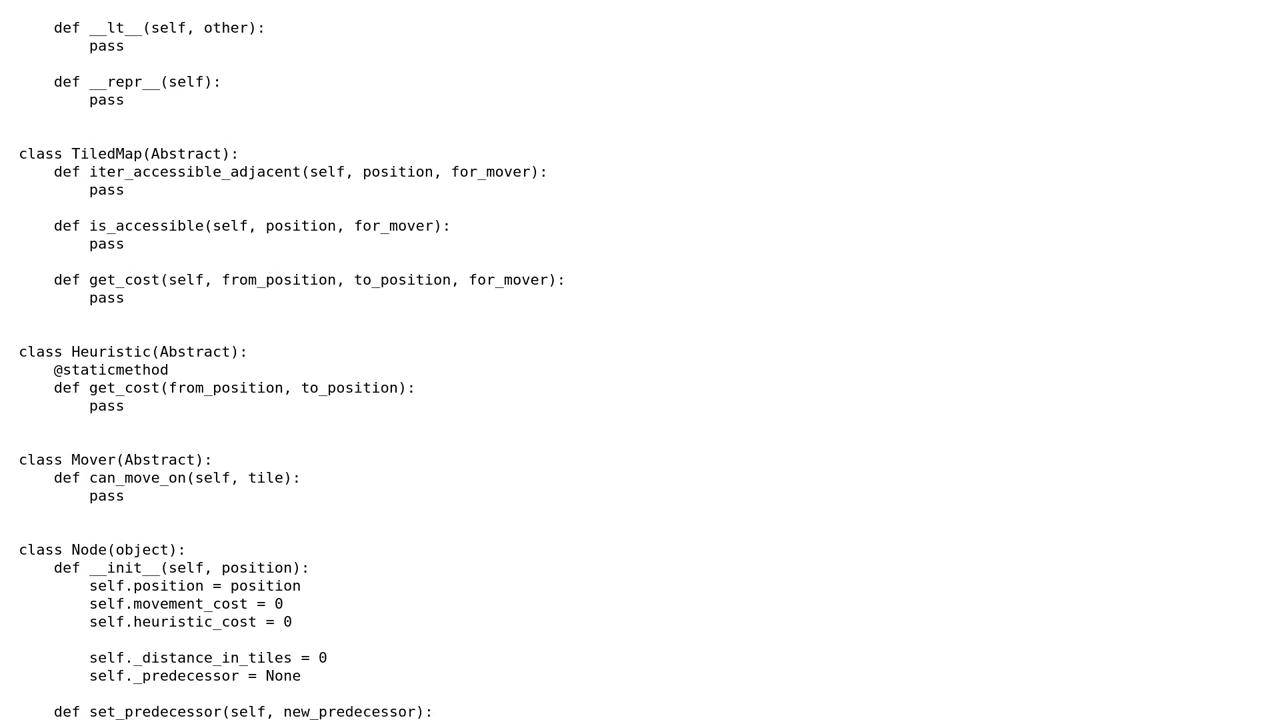 def __lt__(self, other):
        pass

    def __repr__(self):
        pass


class TiledMap(Abstract):
    def iter_accessible_adjacent(self, position, for_mover):
        pass

    def is_accessible(self, position, for_mover):
        pass

    def get_cost(self, from_position, to_position, for_mover):
        pass


class Heuristic(Abstract):
    @staticmethod
    def get_cost(from_position, to_position):
        pass


class Mover(Abstract):
    def can_move_on(self, tile):
        pass


class Node(object):
    def __init__(self, position):
        self.position = position
        self.movement_cost = 0
        self.heuristic_cost = 0

        self._distance_in_tiles = 0
        self._predecessor = None

    def set_predecessor(self, new_predecessor):